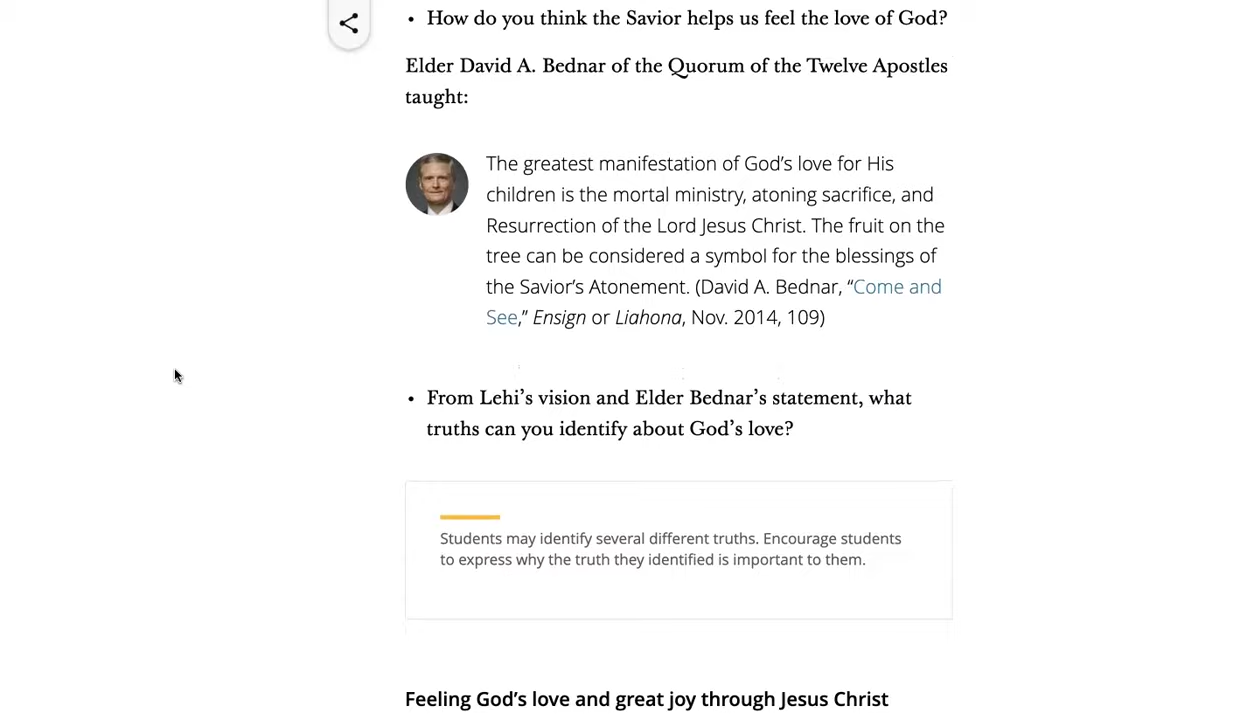 • How do you think the Savior helps us feel the love of God?
Elder David A. Bednar of the Quorum of the Twelve Apostles
taught:
The greatest manifestation of God’s love for His
children is the mortal ministry, atoning sacrifice, and
Resurrection of the Lord Jesus Christ. The fruit on the
tree can be considered a symbol for the blessings of
the Savior’s Atonement. (David A. Bednar, “Come and
See,” Ensign or Liahona, Nov. 2014, 109)
• From Lehi’s vision and Elder Bednar’s statement, what
truths can you identify about God’s love?
Students may identify several different truths. Encourage students
to express why the truth they identified is important to them.
Feeling God’s love and great joy through Jesus Christ